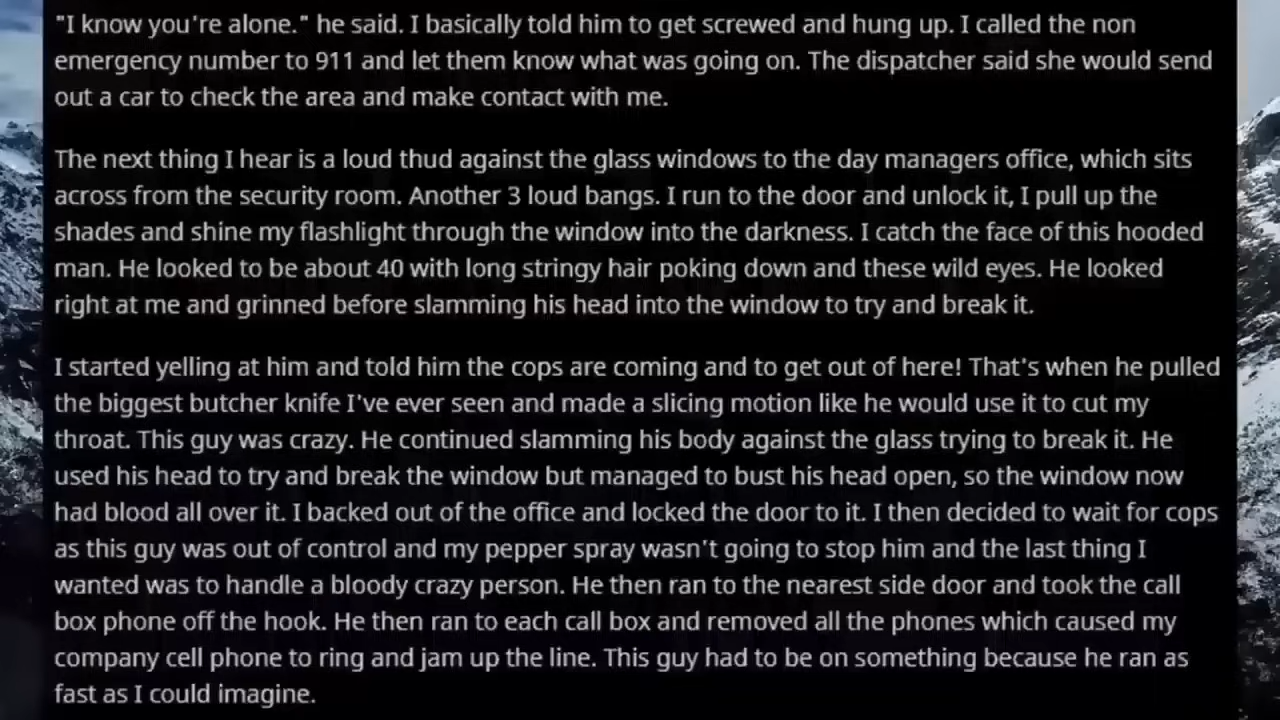 "I know you're alone." he said. I basically told him to get screwed and hung up. I called the non
emergency number to 911 and let them know what was going on. The dispatcher said she would send
out a car to check the area and make contact with me.
The next thing I hear is a loud thud against the glass windows to the day managers office, which sits
across from the security room. Another 3 loud bangs. I run to the door and unlock it, I pull up the
shades and shine my flashlight through the window into the darkness. I catch the face of this hooded
man. He looked to be about 40 with long stringy hair poking down and these wild eyes. He looked
right at me and grinned before slamming his head into the window to try and break it.
I started yelling at him and told him the cops are coming and to get out of here! That's when he pulled
the biggest butcher knife I've ever seen and made a slicing motion like he would use it to cut my
throat. This guy was crazy. He continued slamming his body against the glass trying to break it. He
used his head to try and break the window but managed to bust his head open, so the window now
had blood all over it. I backed out of the office and locked the door to it. I then decided to wait for cops
as this guy was out of control and my pepper spray wasn't going to stop him and the last thing I
wanted was to handle a bloody crazy person. He then ran to the nearest side door and took the call
box phone off the hook. He then ran to each call box and removed all the phones which caused my
company cell phone to ring and jam up the line. This guy had to be on something because he ran as
fast as I could imagine.